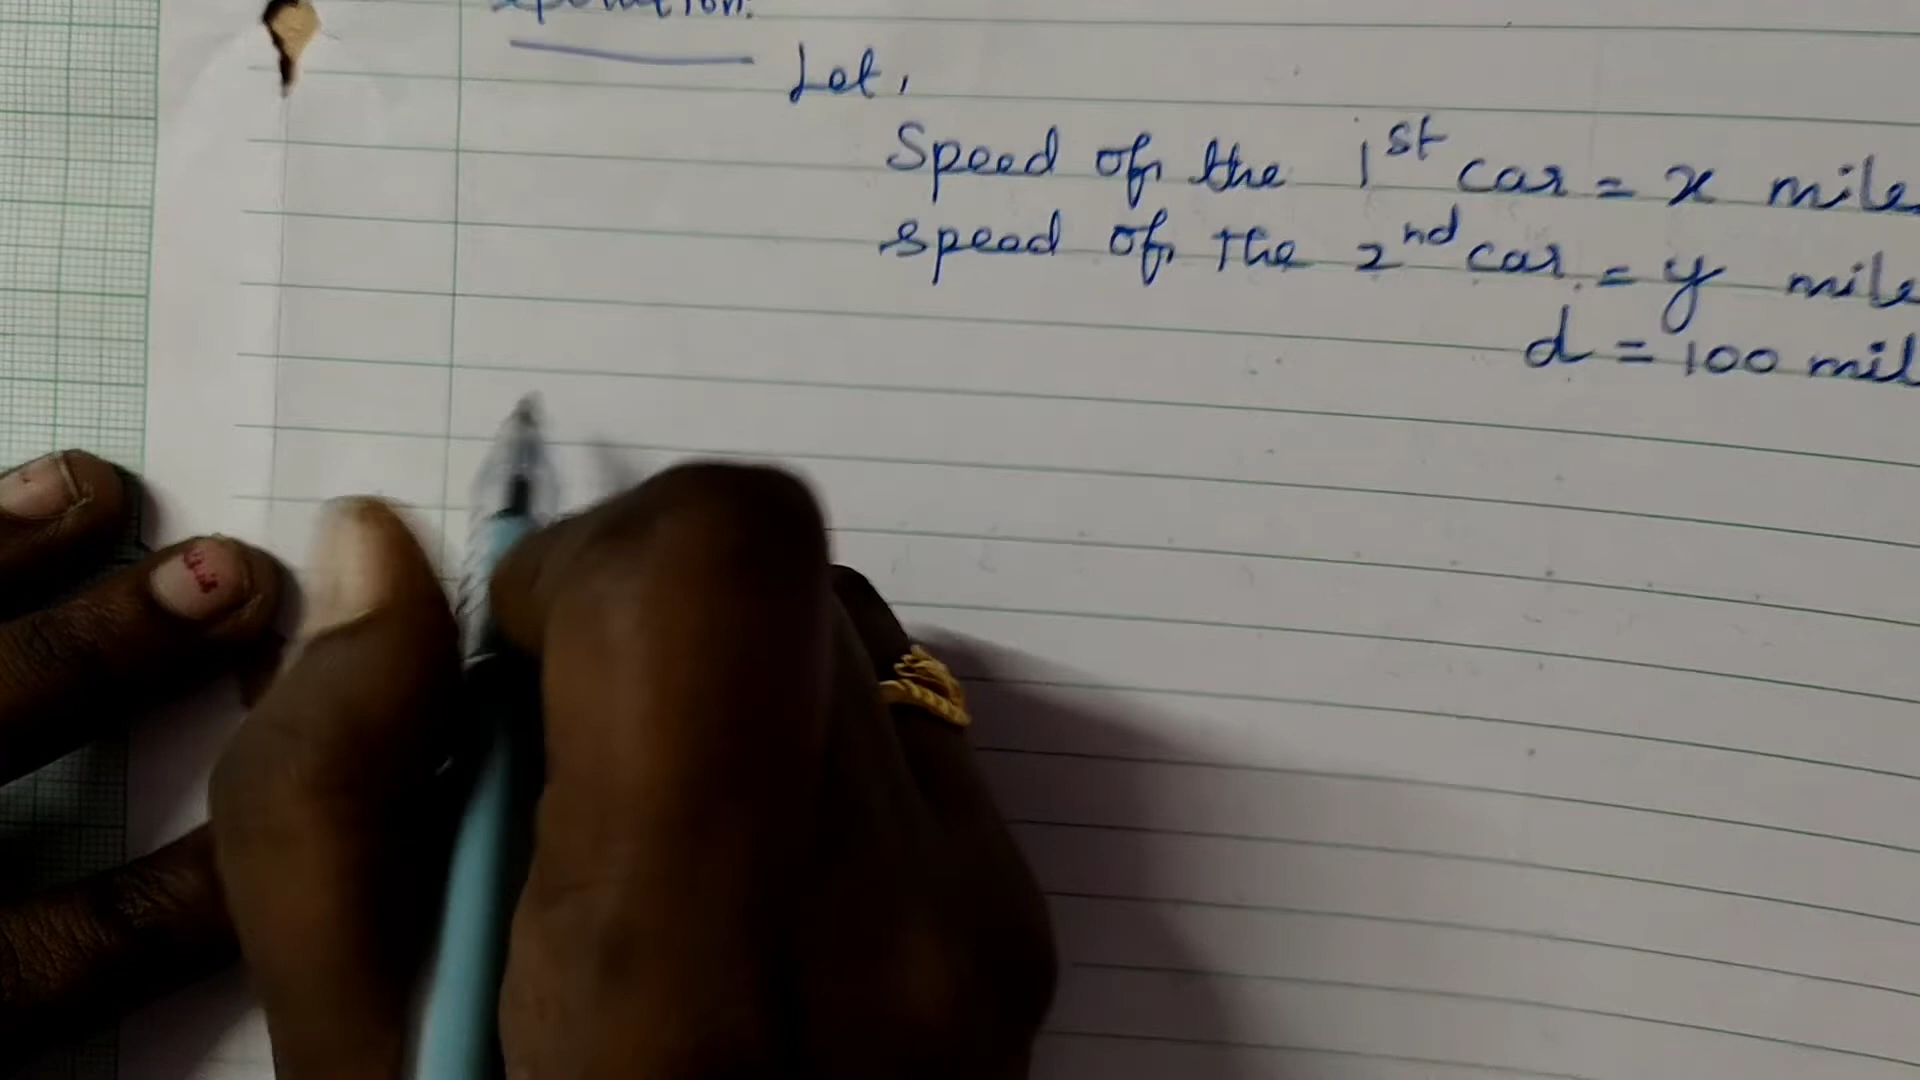 Let,
Speed of the 1st car = x mile
speed of the 2nd car = y mile
d = 100 mil